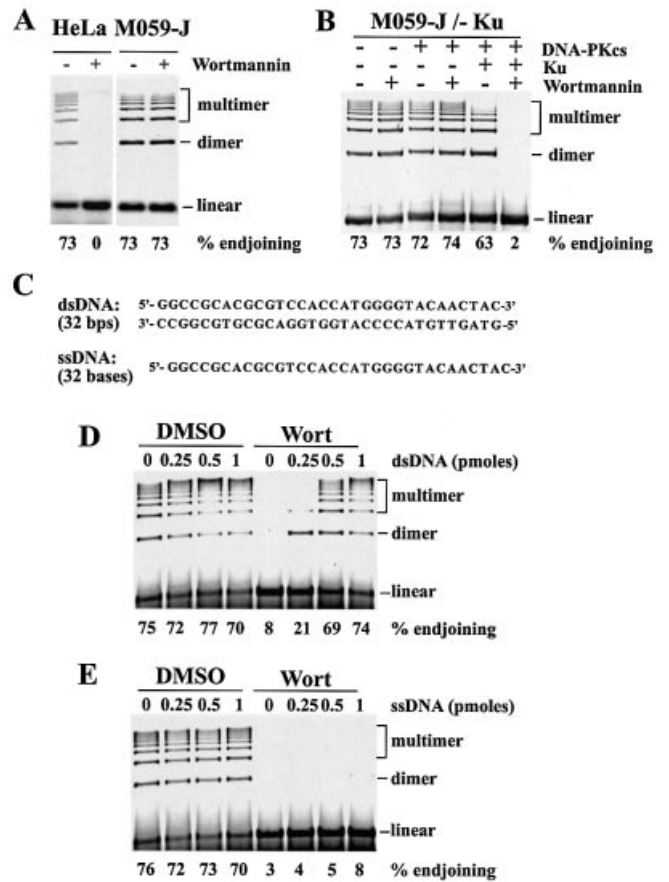 A
HeLa M059-J
- + - + Wortmannin
multimer
dimer
linear
73 0 73 73 % endjoining
B
M059-J /- Ku
- - + + + + DNA-PKcs
- - - - + + Ku
- + - + - + Wortmannin
multimer
dimer
linear
73 73 72 74 63 2 % endjoining
C
dsDNA: 5'- GGCCGCACGCGTCCACCATGGGGTACAACTAC-3'
(32 bps) 3'-CCGGCGTGCGCAGGTGGTACCCCATGTTGATG-5'
ssDNA: 5'-GGCCGCACGCGTCCACCATGGGGTACAACTAC-3'
(32 bases)
D
DMSO Wort
0 0.25 0.5 1 0 0.25 0.5 1 dsDNA (pmoles)
multimer
dimer
linear
75 72 77 70 8 21 69 74 % endjoining
E
DMSO Wort
0 0.25 0.5 1 0 0.25 0.5 1 ssDNA (pmoles)
multimer
dimer
linear
76 72 73 70 3 4 5 8 % endjoining